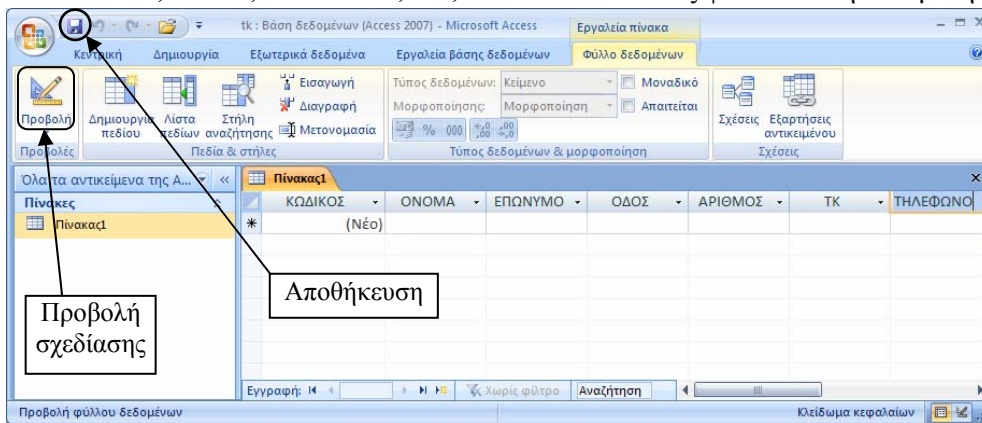 tk : Βάση δεδομένων (Access 2007) - Microsoft Access
Εργαλεία πίνακα
Κεντρική Δημιουργία Εξωτερικά δεδομένα Εργαλεία βάσης δεδομένων Φύλλο δεδομένων
Προβολή
Δημιουργία πεδίου
Λίστα πεδίων
Στήλη αναζήτησης
Εισαγωγή
Διαγραφή
Μετονομασία
Τύπος δεδομένων: Κείμενο
Μορφοποίησης: Μορφοποίηση
% 000
Μοναδικό
Απαιτείται
Σχέσεις
Εξαρτήσεις αντικειμένου
Προβολές Πεδία & στήλες Τύπος δεδομένων & μορφοποίηση Σχέσεις
Όλα τα αντικείμενα της Α...
Πίνακες
Πίνακας1
Πίνακας1
ΚΩΔΙΚΟΣ ΟΝΟΜΑ ΕΠΩΝΥΜΟ ΟΔΟΣ ΑΡΙΘΜΟΣ ΤΚ ΤΗΛΕΦΩΝΟ
(Νέο)
Προβολή
σχεδίασης
Αποθήκευση
Εγγραφή: Χωρίς φίλτρο Αναζήτηση
Προβολή φύλλου δεδομένων Κλείδωμα κεφαλαίων